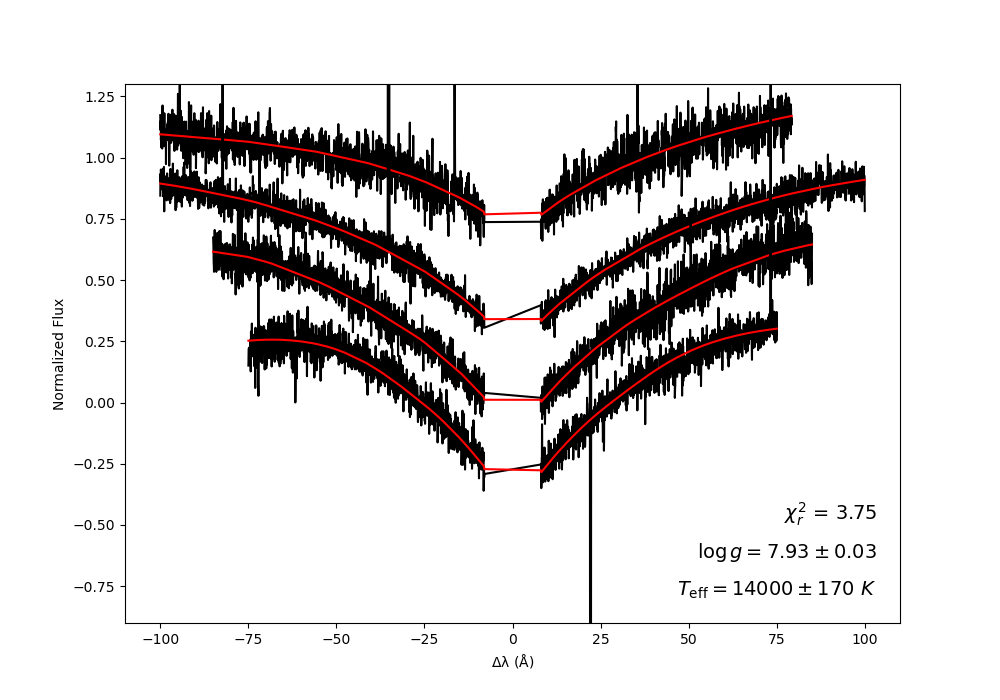 1.25
1.00
0.75
0.50
0.25
0.00
−0.25
−0.50
−0.75
Normalized Flux
χ²ᵣ = 3.75
log g = 7.93 ± 0.03
T_eff = 14000 ± 170 K
−100 −75 −50 −25 0 25 50 75 100
Δλ (Å)